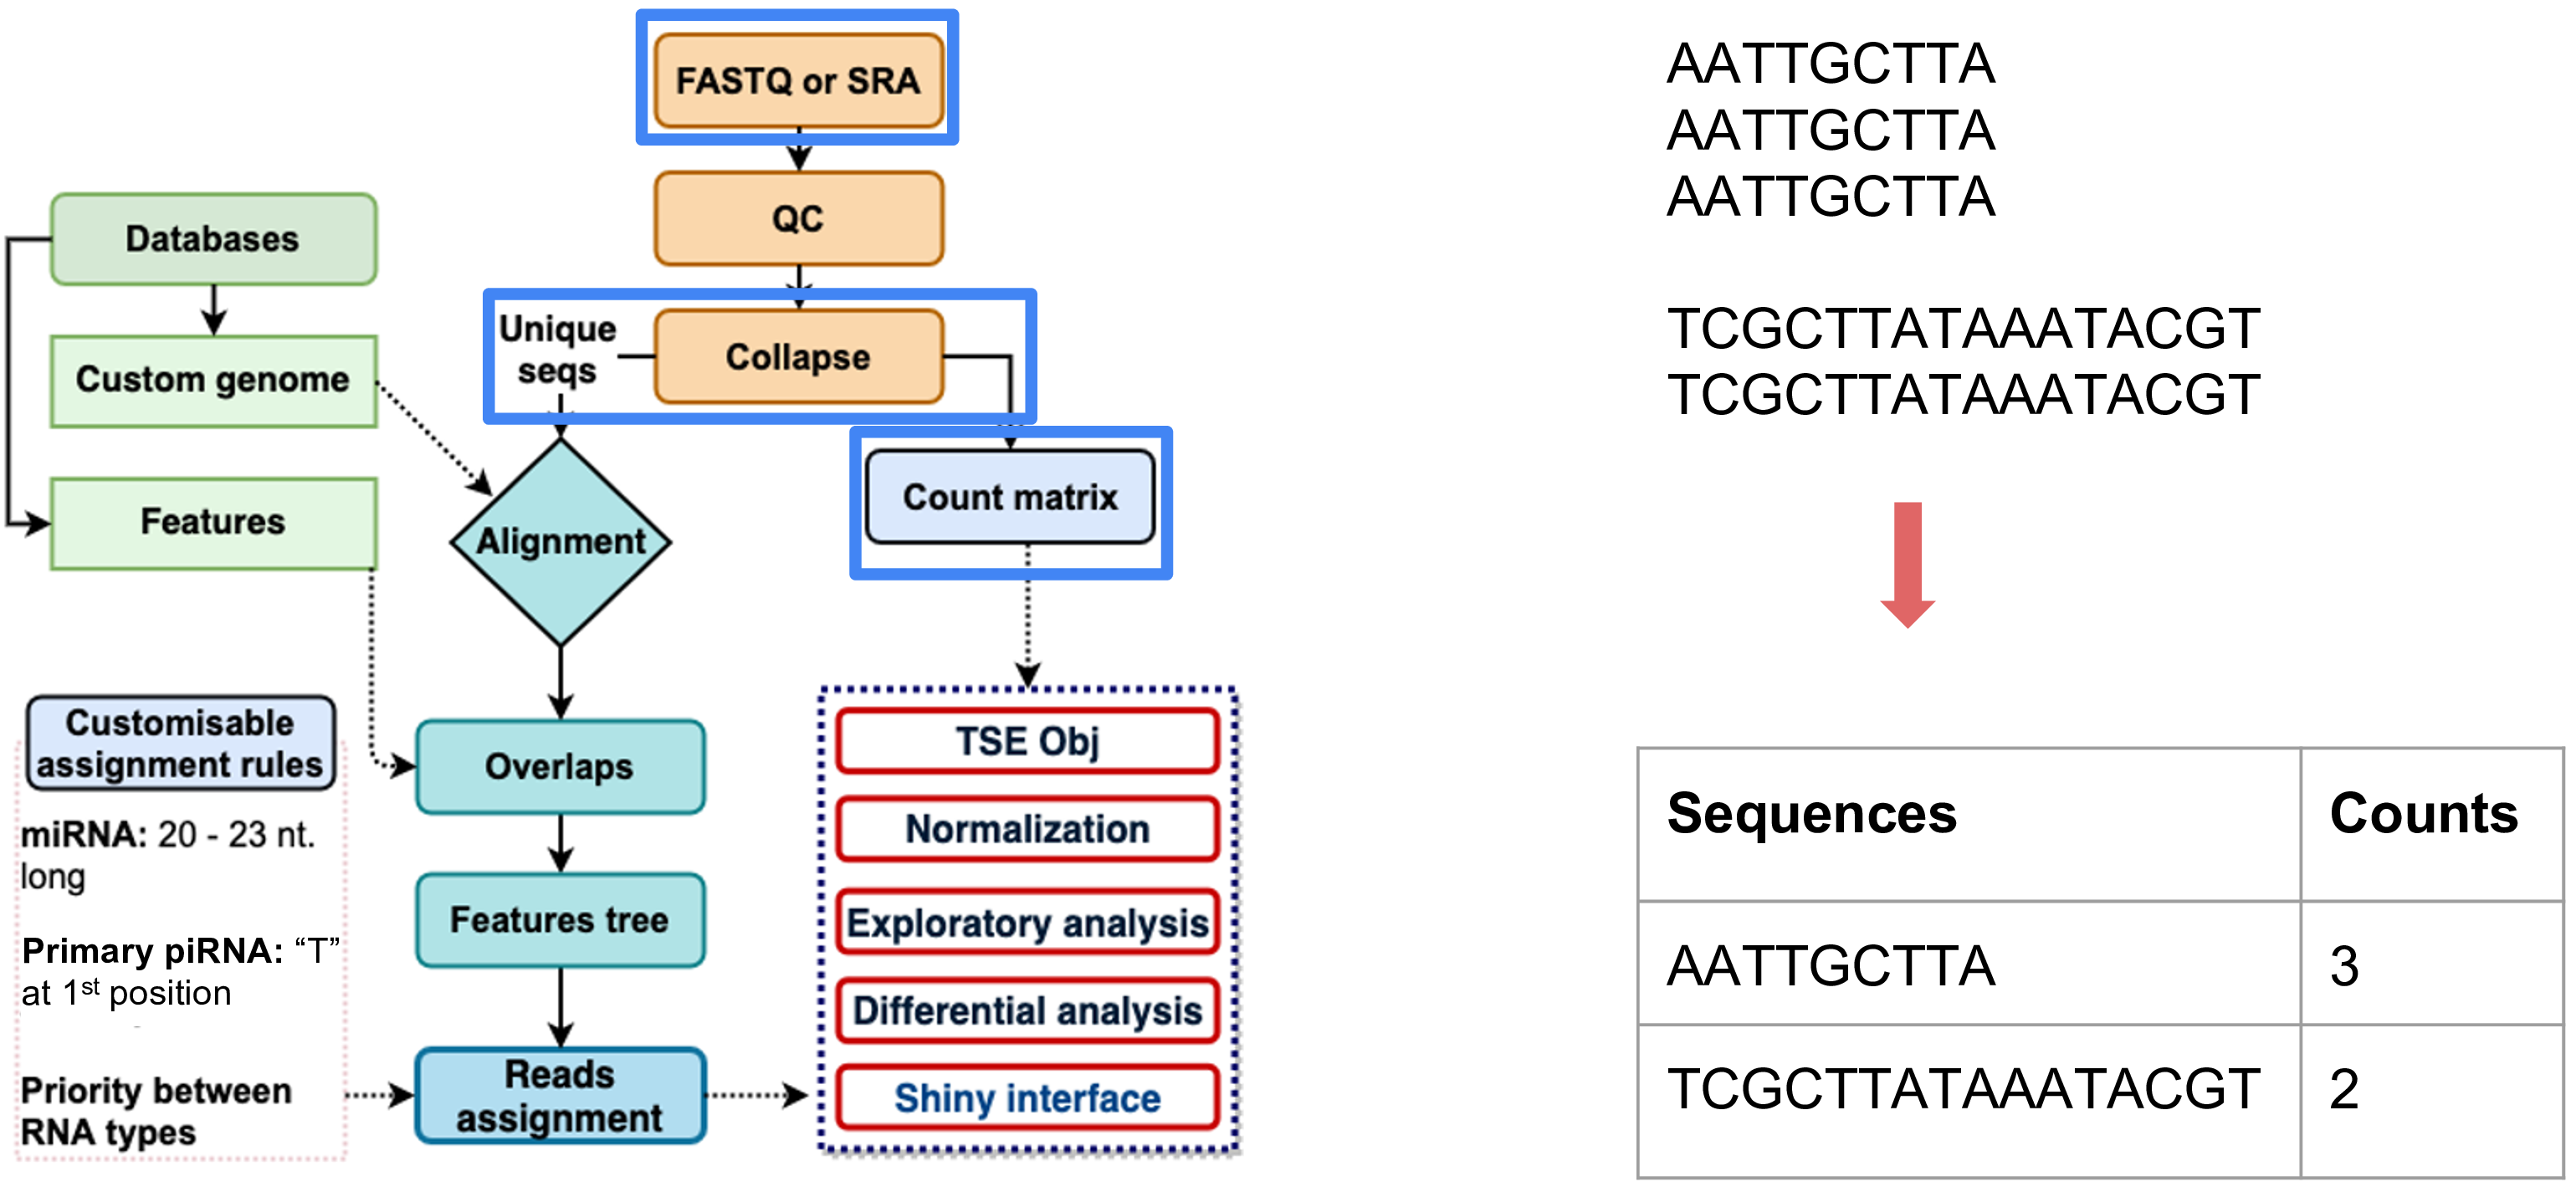 FASTQ or SRA
QC
Unique
seqs
Collapse
Count matrix
Databases
Custom genome
Features
Alignment
Overlaps
Features tree
Reads
assignment
Customisable
assignment rules
miRNA: 20 - 23 nt.
long
Primary piRNA: “T”
at 1st position
Priority between
RNA types
TSE Obj
Normalization
Exploratory analysis
Differential analysis
Shiny interface
AATTGCTTA
AATTGCTTA
AATTGCTTA
TCGCTTATAAATACGT
TCGCTTATAAATACGT
Sequences Counts
AATTGCTTA 3
TCGCTTATAAATACGT 2